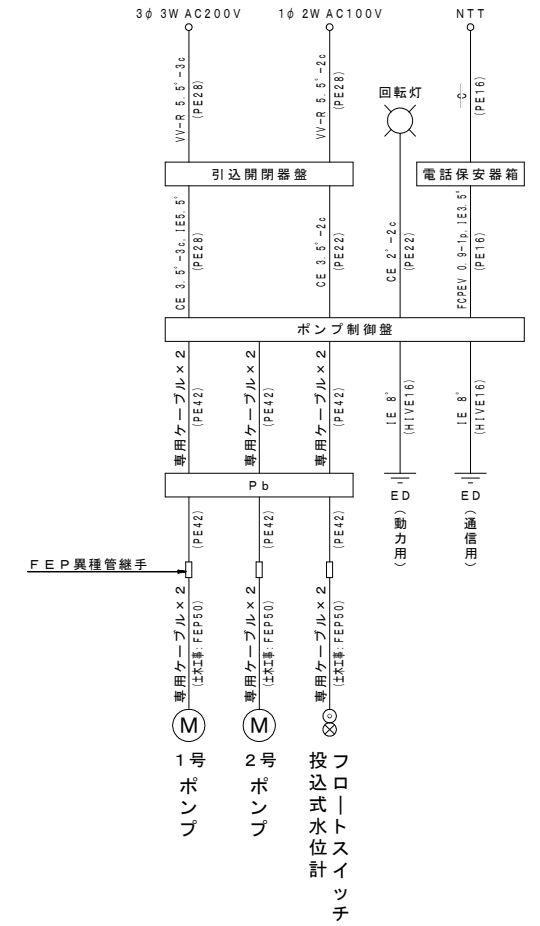 3φ 3W AC200V
1φ 2W AC100V
NTT
VV-R 5.5°-3c
(PE28)
VV-R 5.5°-2c
(PE28)
回転灯
(PE16)
引込開閉器盤
電話保安器箱
CE 3.5°-3c, IE5.5°
(PE28)
CE 3.5°-2c
(PE22)
CE 2°-2c
(PE22)
FCPEV 0.9-1p, IE3.5°
(PE16)
ポンプ制御盤
専用ケーブル×2
(PE42)
専用ケーブル×2
(PE42)
専用ケーブル×2
(PE42)
IE 8°
(HIVE16)
IE 8°
(HIVE16)
Pb
ED
(動力用)
ED
(通信用)
(PE42)
(PE42)
(PE42)
FEP異種管継手
専用ケーブル×2
(土木工事:FEP50)
専用ケーブル×2
(土木工事:FEP50)
専用ケーブル×2
(土木工事:FEP50)
M
M
1号ポンプ
2号ポンプ
フロートスイッチ
投込式水位計